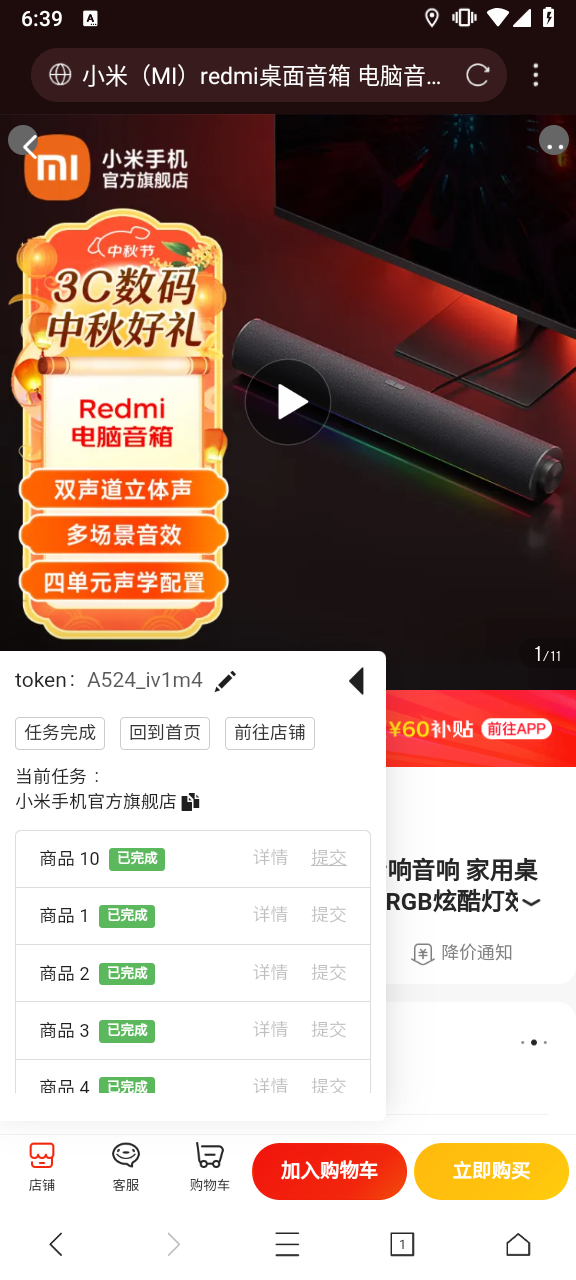 6:39
A
小米（MI）redmi桌面音箱 电脑音...
小米手机
官方旗舰店
中秋节
3C数码
中秋好礼
Redmi
电脑音箱
双声道立体声
多场景音效
四单元声学配置
1/11
token： A524_iv1m4
¥60补贴 前往APP
任务完成 回到首页 前往店铺
当前任务：
小米手机官方旗舰店
商品 10 已完成 详情 提交
响音响 家用桌
商品 1 已完成 详情 提交
RGB炫酷灯效
降价通知
商品 2 已完成 详情 提交
商品 3 已完成 详情 提交
商品 4 已完成 详情 提交
店铺 客服 购物车 加入购物车 立即购买
1